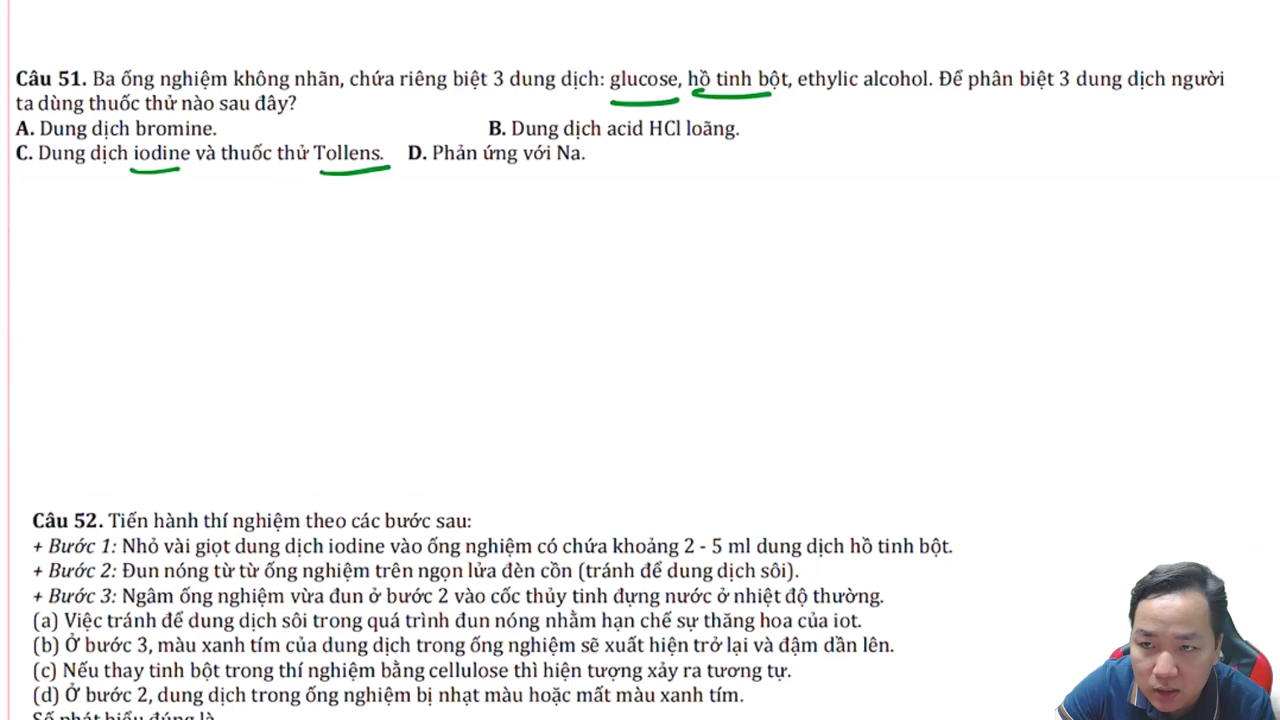 Câu 51. Ba ống nghiệm không nhãn, chứa riêng biệt 3 dung dịch: glucose, hồ tinh bột, ethylic alcohol. Để phân biệt 3 dung dịch người
ta dùng thuốc thử nào sau đây?
A. Dung dịch bromine. B. Dung dịch acid HCl loãng.
C. Dung dịch iodine và thuốc thử Tollens. D. Phản ứng với Na.
Câu 52. Tiến hành thí nghiệm theo các bước sau:
+ Bước 1: Nhỏ vài giọt dung dịch iodine vào ống nghiệm có chứa khoảng 2 - 5 ml dung dịch hồ tinh bột.
+ Bước 2: Đun nóng từ từ ống nghiệm trên ngọn lửa đèn cồn (tránh để dung dịch sôi).
+ Bước 3: Ngâm ống nghiệm vừa đun ở bước 2 vào cốc thủy tinh đựng nước ở nhiệt độ thường.
(a) Việc tránh để dung dịch sôi trong quá trình đun nóng nhằm hạn chế sự thăng hoa của iot.
(b) Ở bước 3, màu xanh tím của dung dịch trong ống nghiệm sẽ xuất hiện trở lại và đậm dần lên.
(c) Nếu thay tinh bột trong thí nghiệm bằng cellulose thì hiện tượng xảy ra tương tự.
(d) Ở bước 2, dung dịch trong ống nghiệm bị nhạt màu hoặc mất màu xanh tím.
Số phát biểu đúng là